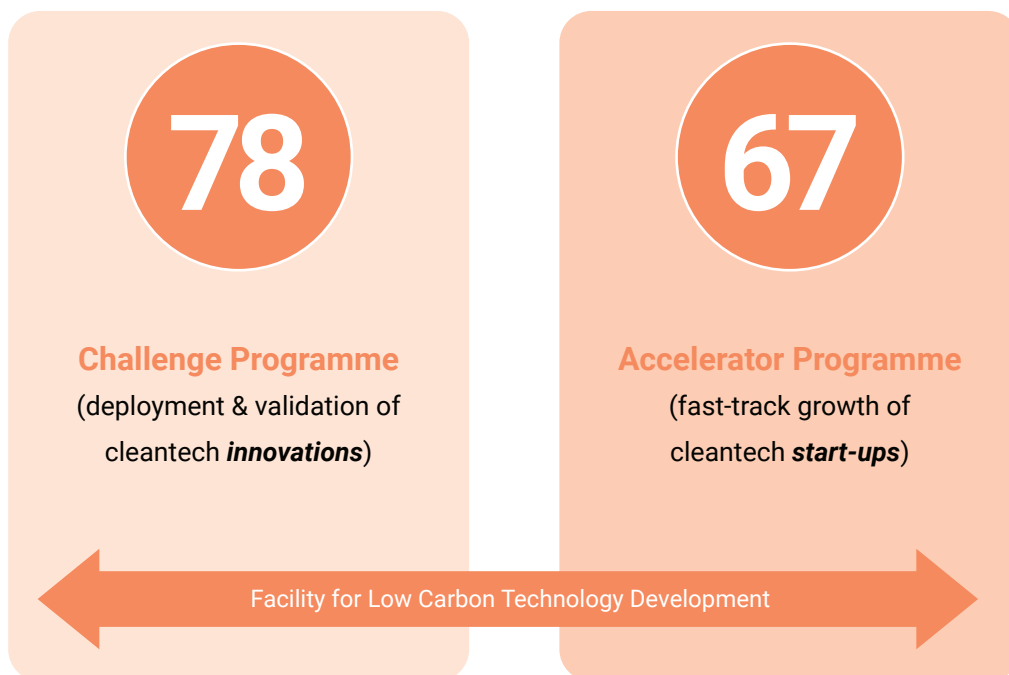 78
Challenge Programme
(deployment & validation of
cleantech innovations)
67
Accelerator Programme
(fast-track growth of
cleantech start-ups)
Facility for Low Carbon Technology Development